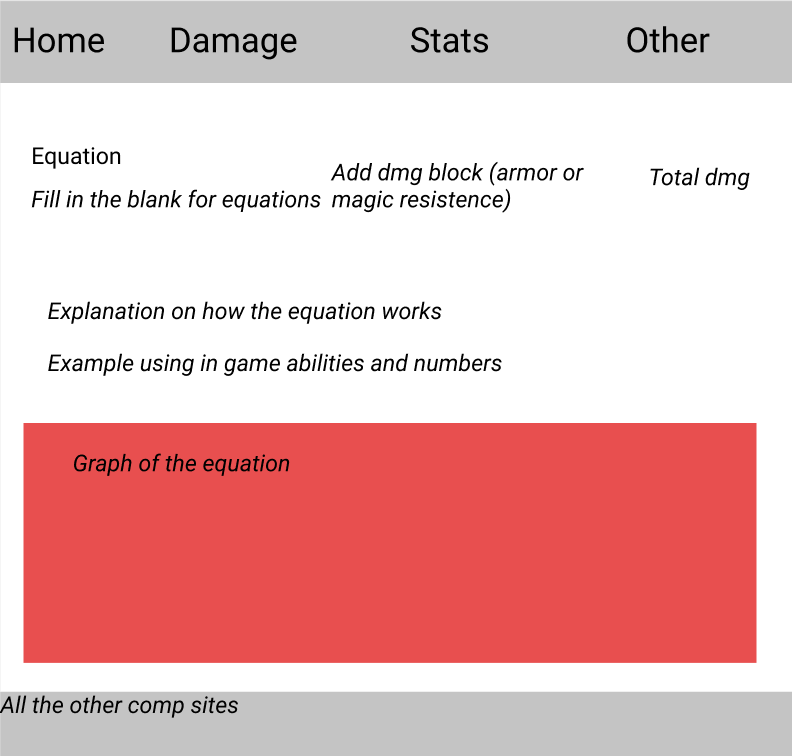 Home Damage Stats Other
Equation
Fill in the blank for equations
Add dmg block (armor or
magic resistence)
Total dmg
Explanation on how the equation works
Example using in game abilities and numbers
Graph of the equation
All the other comp sites